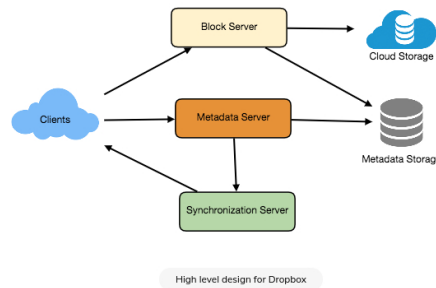 Block Server
Cloud Storage
Clients
Metadata Server
Metadata Storag
Synchronization Server
High level design for Dropbox